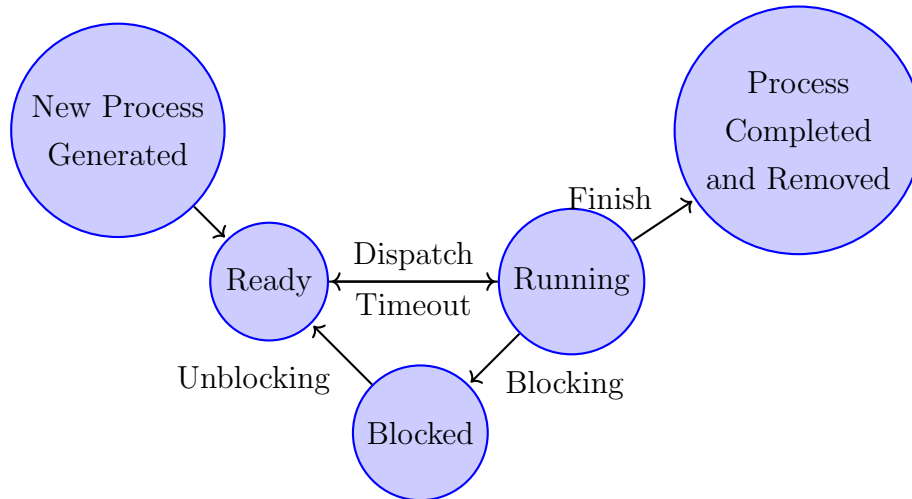 New Process
Generated
Process
Completed
and Removed
Finish
Dispatch
Ready
Running
Timeout
Unblocking
Blocking
Blocked